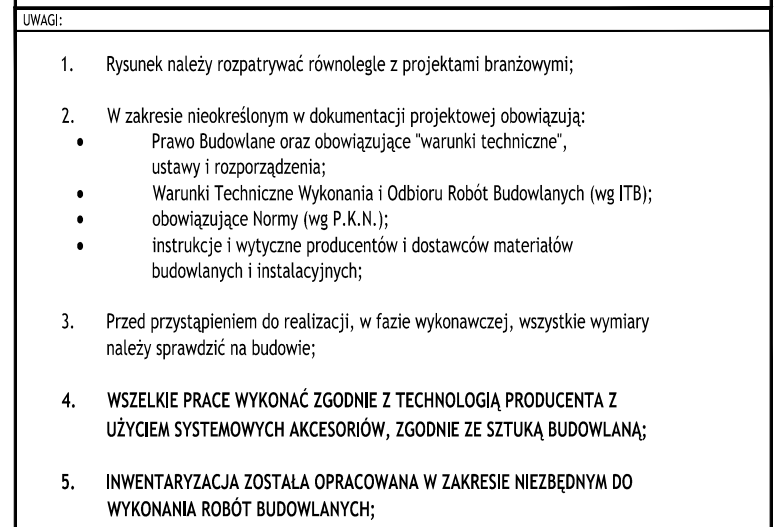 UWAGI:
1. Rysunek należy rozpatrywać równolegle z projektami branżowymi;
2. W zakresie nieokreślonym w dokumentacji projektowej obowiązują:
• Prawo Budowlane oraz obowiązujące "warunki techniczne",
ustawy i rozporządzenia;
• Warunki Techniczne Wykonania i Odbioru Robót Budowlanych (wg ITB);
• obowiązujące Normy (wg P.K.N.);
• instrukcje i wytyczne producentów i dostawców materiałów
budowlanych i instalacyjnych;
3. Przed przystąpieniem do realizacji, w fazie wykonawczej, wszystkie wymiary
należy sprawdzić na budowie;
4. WSZELKIE PRACE WYKONAĆ ZGODNIE Z TECHNOLOGIĄ PRODUCENTA Z
UŻYCIEM SYSTEMOWYCH AKCESORIÓW, ZGODNIE ZE SZTUKĄ BUDOWLANĄ;
5. INWENTARYZACJA ZOSTAŁA OPRACOWANA W ZAKRESIE NIEZBĘDNYM DO
WYKONANIA ROBÓT BUDOWLANYCH;